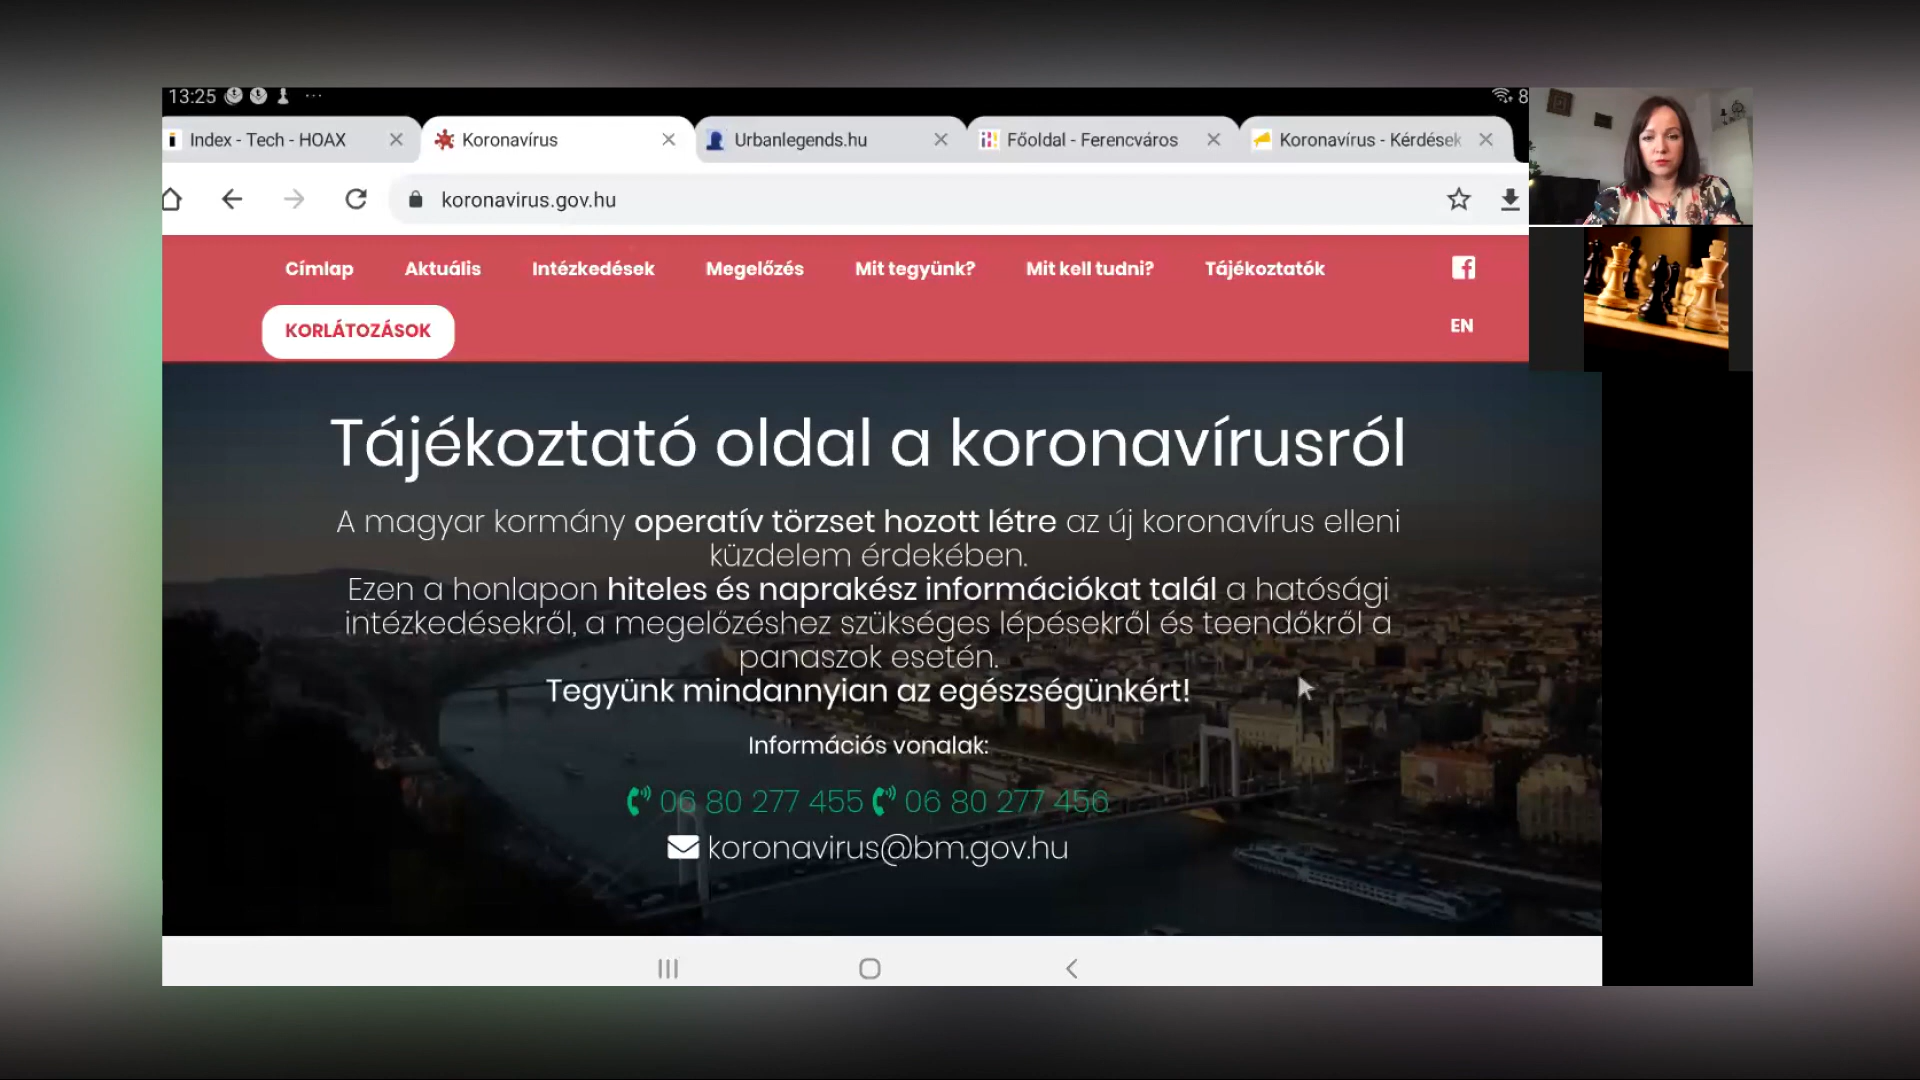 13:25
8
Index - Tech - HOAX
Koronavírus
Urbanlegends.hu
Főoldal - Ferencváros
Koronavírus - Kérdések
koronavirus.gov.hu
Címlap
Aktuális
Intézkedések
Megelőzés
Mit tegyünk?
Mit kell tudni?
Tájékoztatók
KORLÁTOZÁSOK
EN
Tájékoztató oldal a koronavírusról
A magyar kormány operatív törzset hozott létre az új koronavírus elleni
küzdelem érdekében.
Ezen a honlapon hiteles és naprakész információkat talál a hatósági
intézkedésekről, a megelőzéshez szükséges lépésekről és teendőkről a
panaszok esetén.
Tegyünk mindannyian az egészségünkért!
Információs vonalak:
06 80 277 455 06 80 277 456
koronavirus@bm.gov.hu